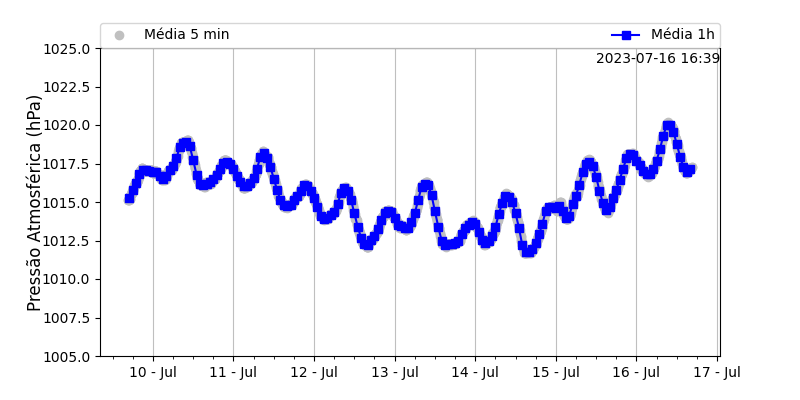 Média 5 min
Média 1h
2023-07-16 16:39
Pressão Atmosférica (hPa)
1025.0
1022.5
1020.0
1017.5
1015.0
1012.5
1010.0
1007.5
1005.0
10 - Jul
11 - Jul
12 - Jul
13 - Jul
14 - Jul
15 - Jul
16 - Jul
17 - Jul